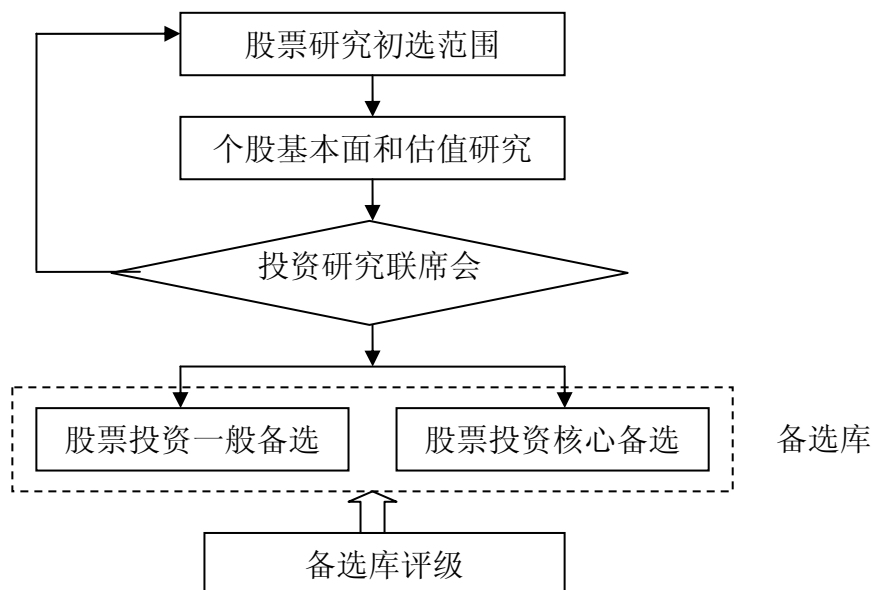 股票研究初选范围
个股基本面和估值研究
投资研究联席会
股票投资一般备选
股票投资核心备选
备选库
备选库评级